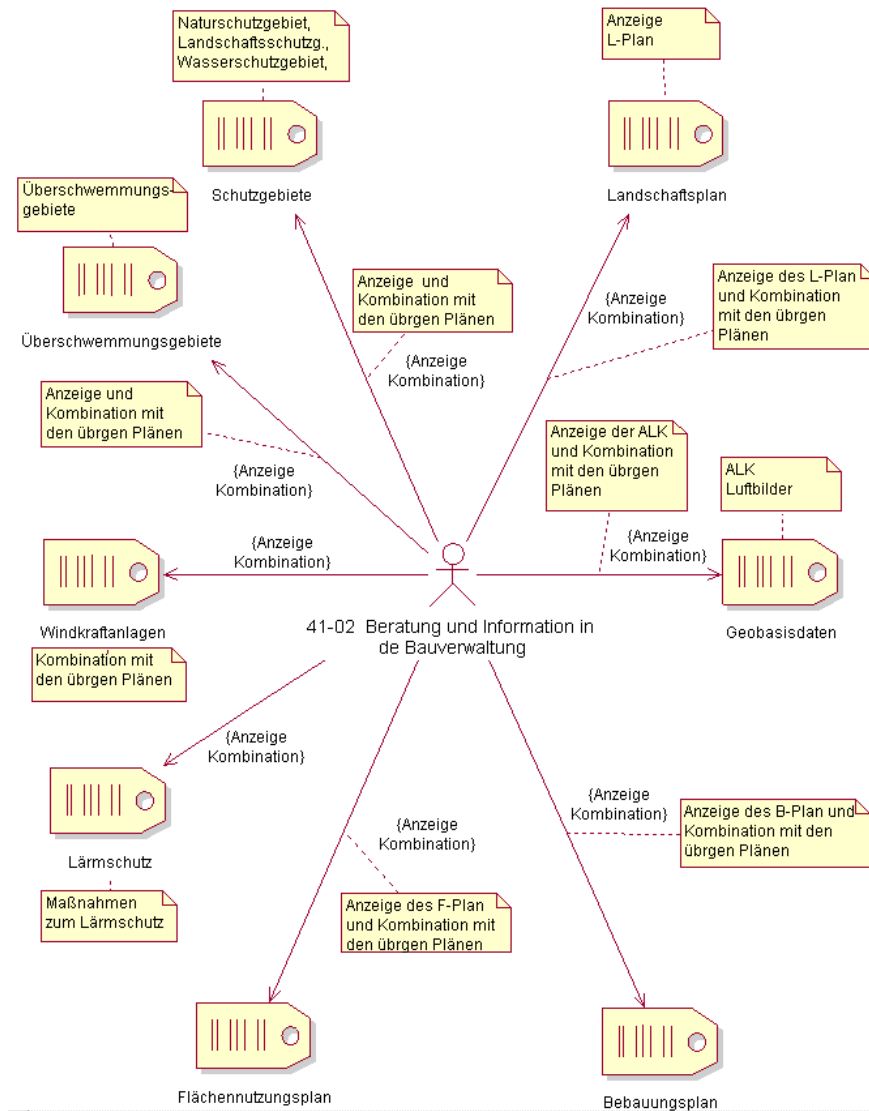 Naturschutzgebiet,
Landschaftsschutzg.,
Wasserschutzgebiet,
Anzeige
L-Plan
Schutzgebiete
Landschaftsplan
Überschwemmungs-
gebiete
Überschwemmungsgebiete
Anzeige und
Kombination mit
den übrgen Plänen
{Anzeige
Kombination}
Anzeige des L-Plan
und Kombination
mit den übrgen
Plänen
{Anzeige
Kombination}
Anzeige und
Kombination mit
den übrgen Plänen
{Anzeige
Kombination}
Anzeige der ALK
und Kombination
mit den übrgen
Plänen
ALK
Luftbilder
{Anzeige
Kombination}
{Anzeige
Kombination}
Windkraftanlagen
Geobasisdaten
41-02 Beratung und Information in
de Bauverwaltung
Kombination mit
den übrgen Plänen
{Anzeige
Kombination}
Lärmschutz
Maßnahmen
zum Lärmschutz
{Anzeige
Kombination}
Anzeige des F-Plan
und Kombination mit
den übrgen Plänen
{Anzeige
Kombination}
Anzeige des B-Plan und
Kombination mit den
übrgen Plänen
Flächennutzungsplan
Bebauungsplan